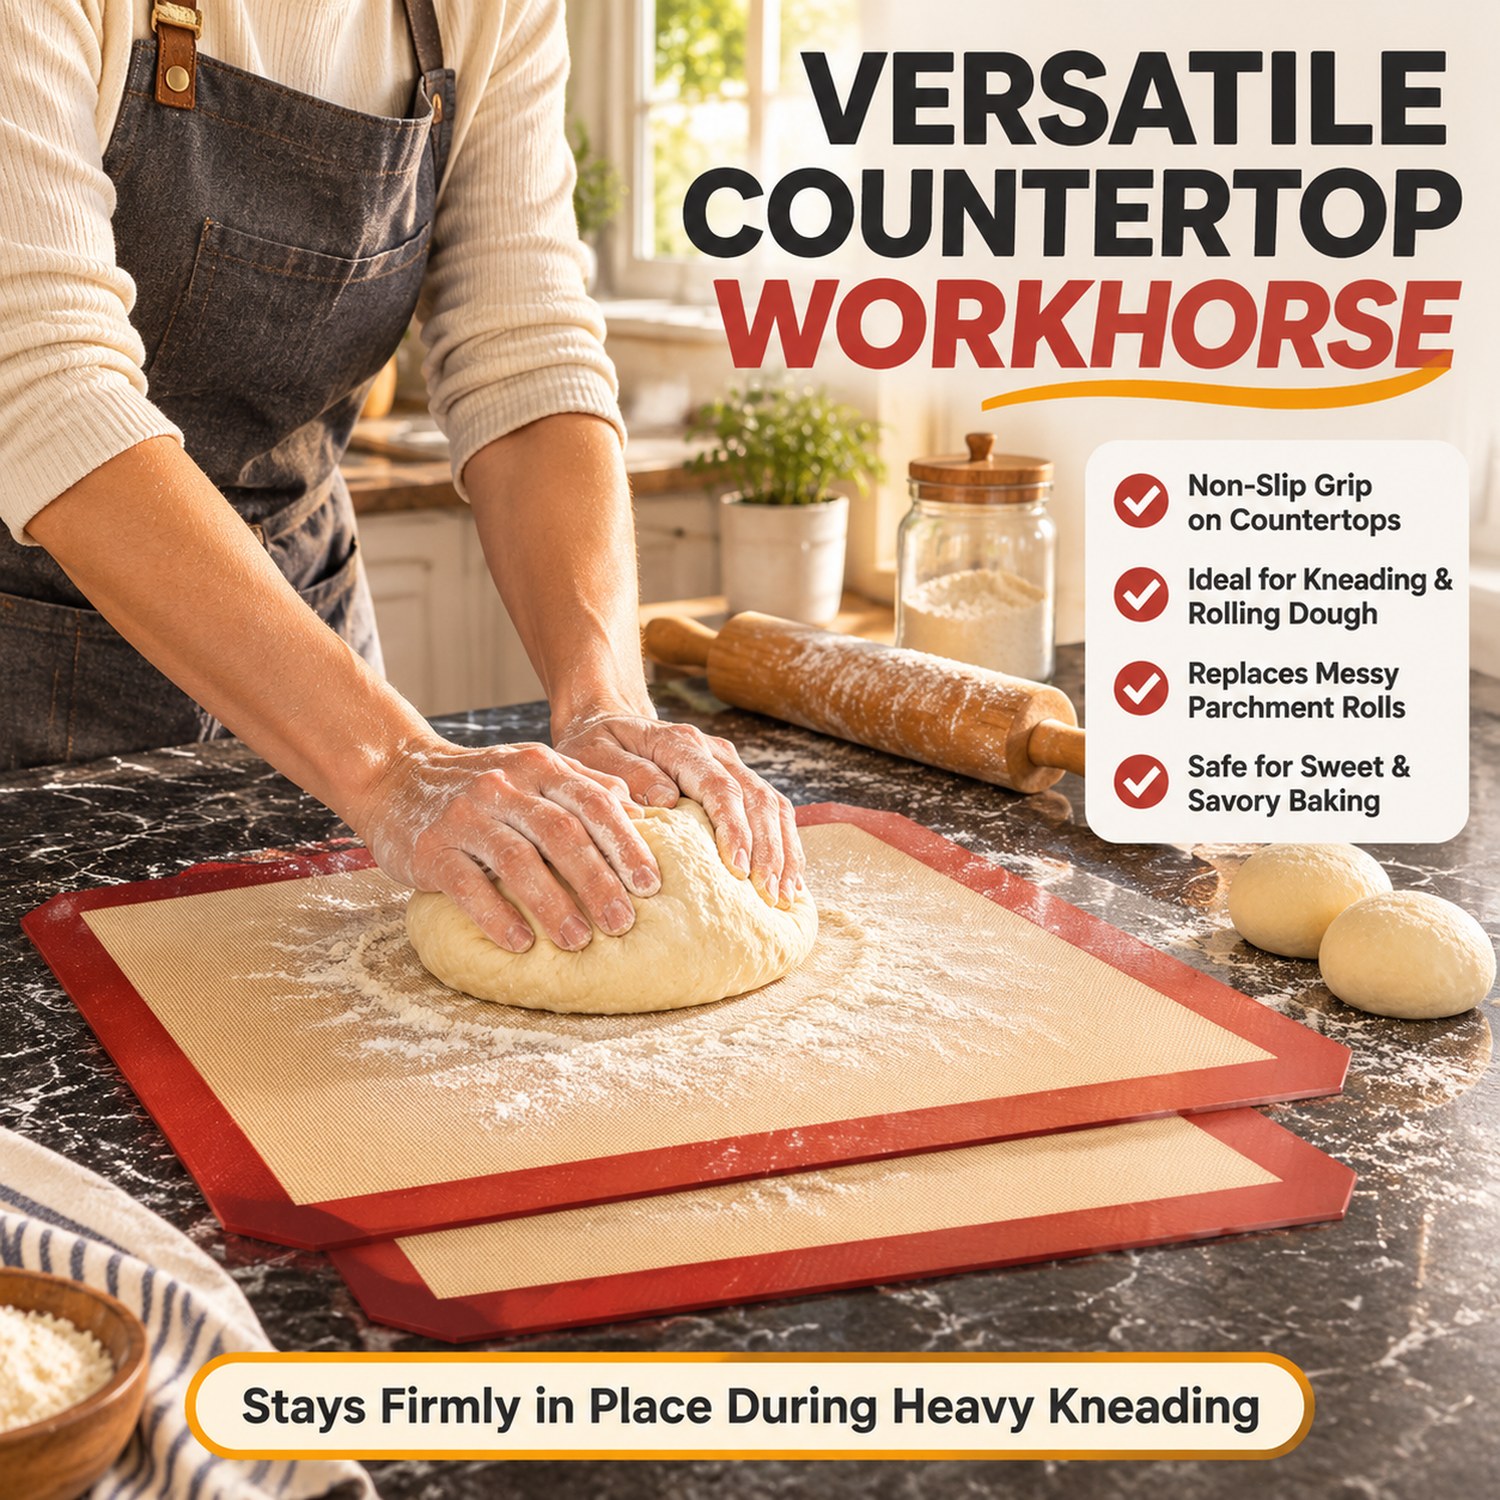 VERSATILE
COUNTERTOP
WORKHORSE
Non-Slip Grip
on Countertops
Ideal for Kneading &
Rolling Dough
Replaces Messy
Parchment Rolls
Safe for Sweet &
Savory Baking
Stays Firmly in Place During Heavy Kneading